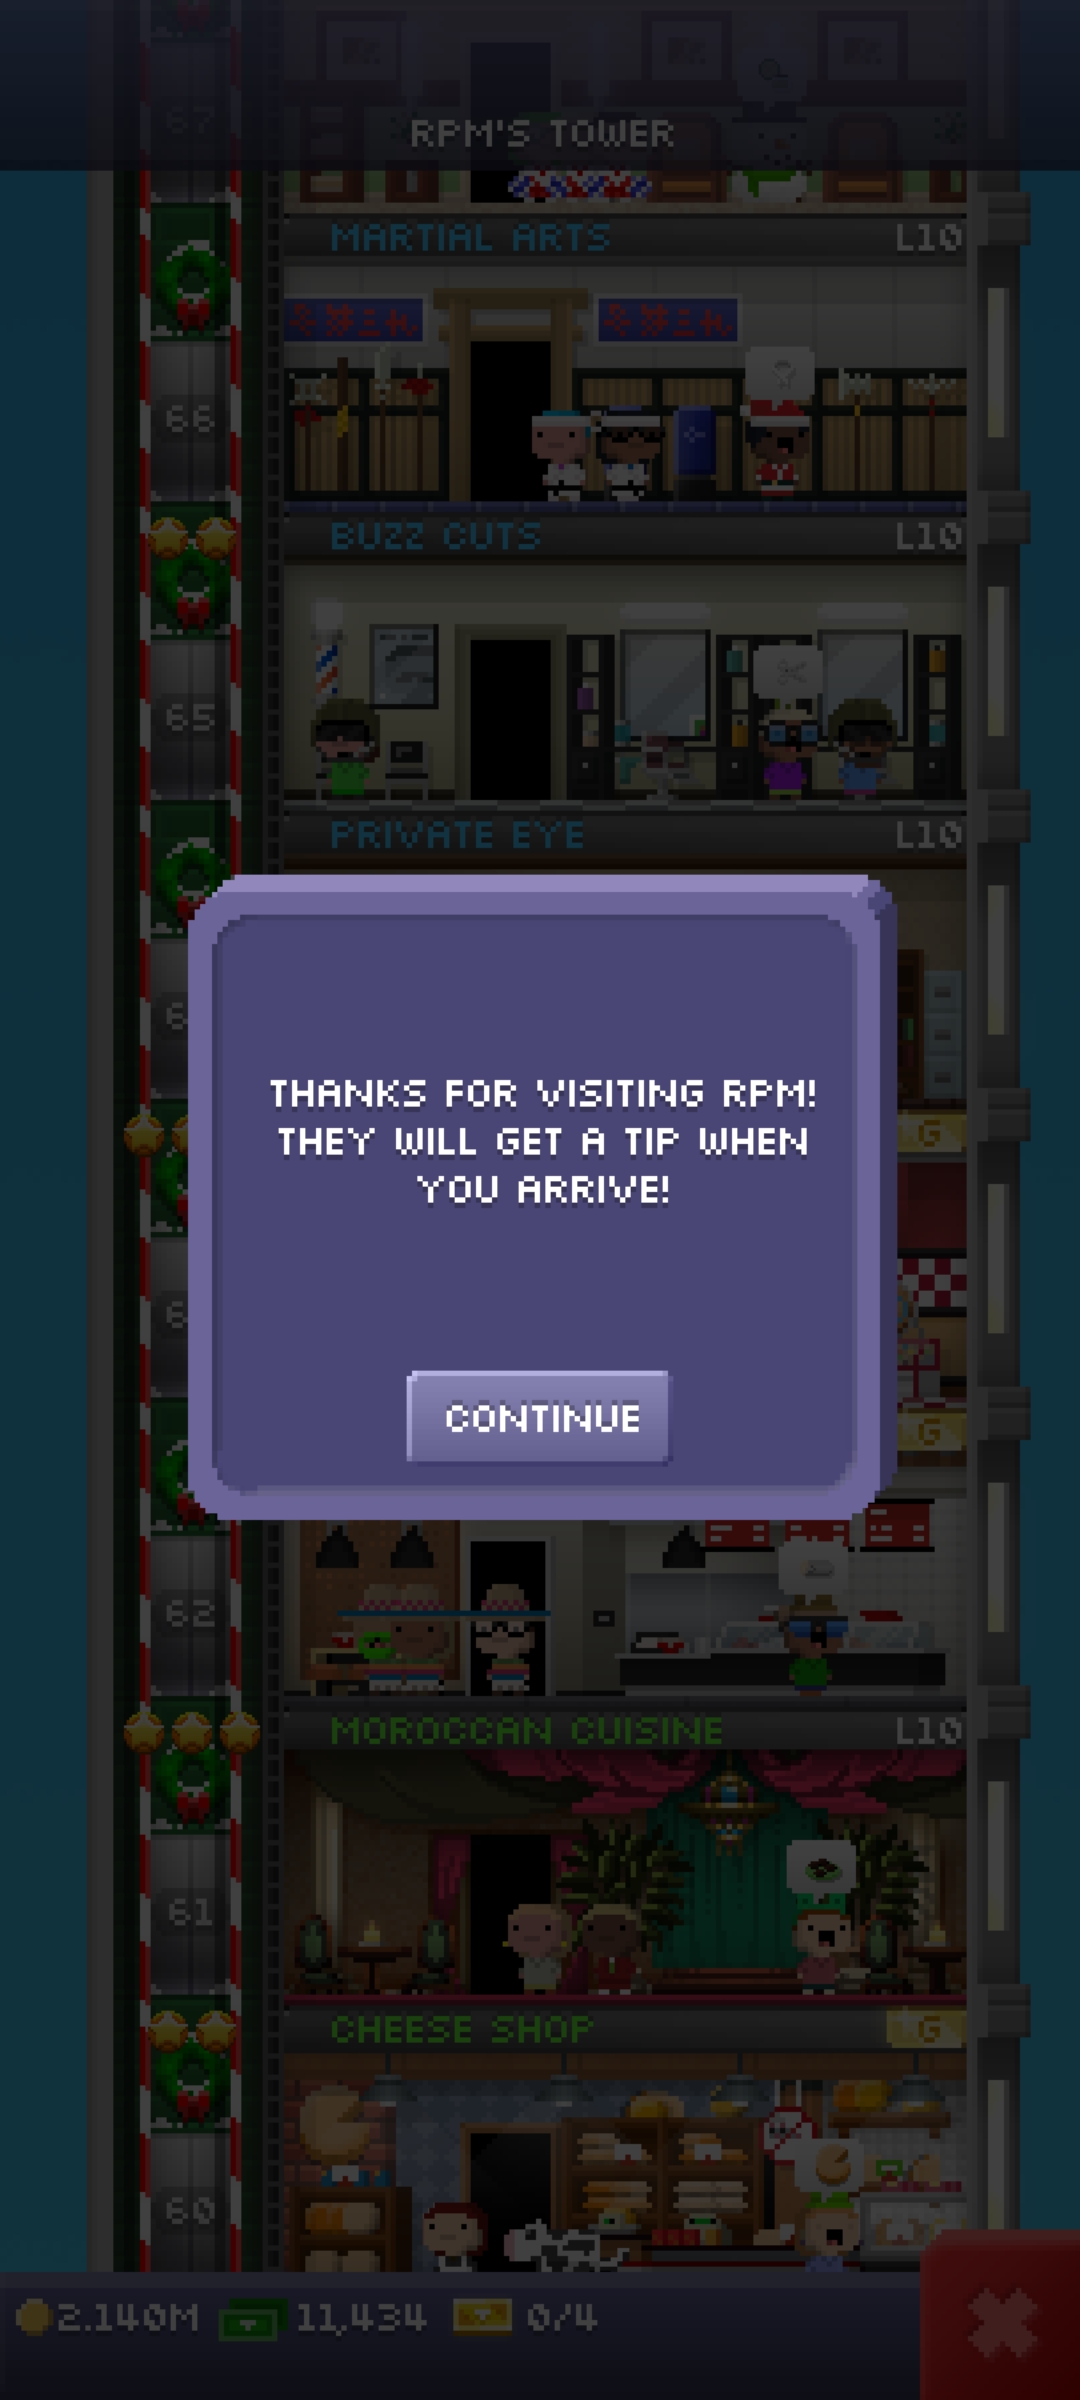 67
RPM'S TOWER
MARTIAL ARTS L10
66
BUZZ CUTS L10
65
PRIVATE EYE L10
THANKS FOR VISITING RPM!
THEY WILL GET A TIP WHEN
YOU ARRIVE!
G
G
CONTINUE
62
MOROCCAN CUISINE L10
61
CHEESE SHOP G
60
2.140M 11,434 0/4